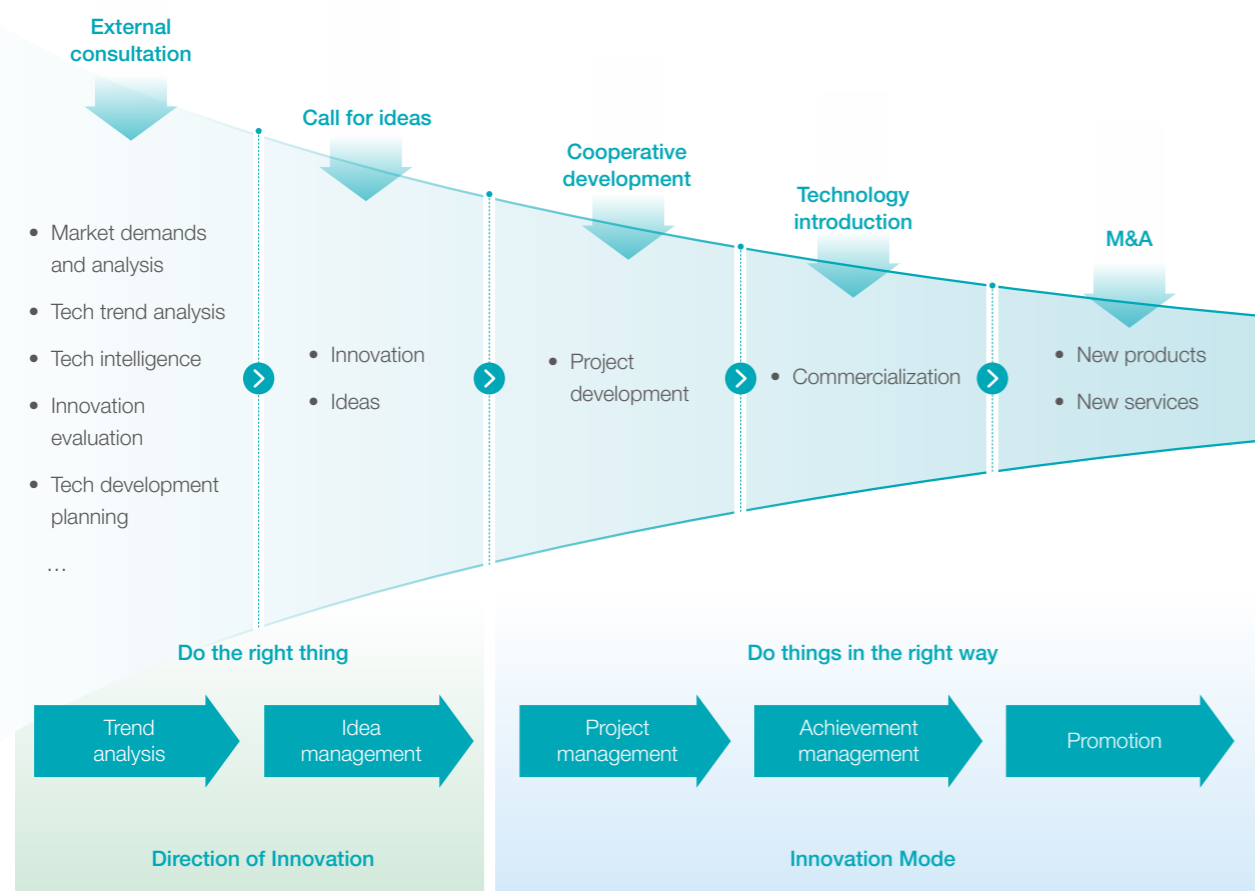 External
consultation
Call for ideas
Cooperative
development
Technology
introduction
M&A
• Market demands
and analysis
• Tech trend analysis
• Tech intelligence
• Innovation
evaluation
• Tech development
planning
…
• Innovation
• Ideas
• Project
development
• Commercialization
• New products
• New services
Do the right thing
Do things in the right way
Trend
analysis
Idea
management
Project
management
Achievement
management
Promotion
Direction of Innovation
Innovation Mode